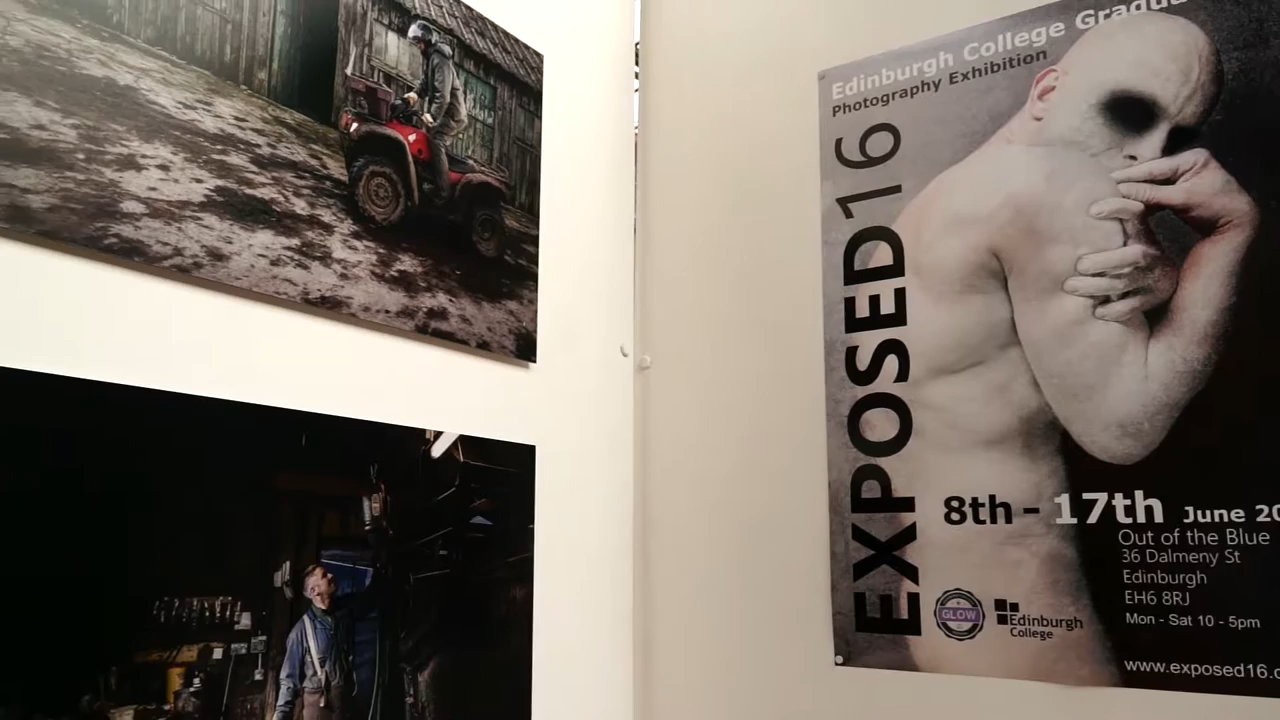 Edinburgh College Gradua
Photography Exhibition
EXPOSED16
8th - 17th June 20
Out of the Blue
36 Dalmeny St
Edinburgh
EH6 8RJ
Mon - Sat 10 - 5pm
www.exposed16.c
GLOW
Edinburgh
College